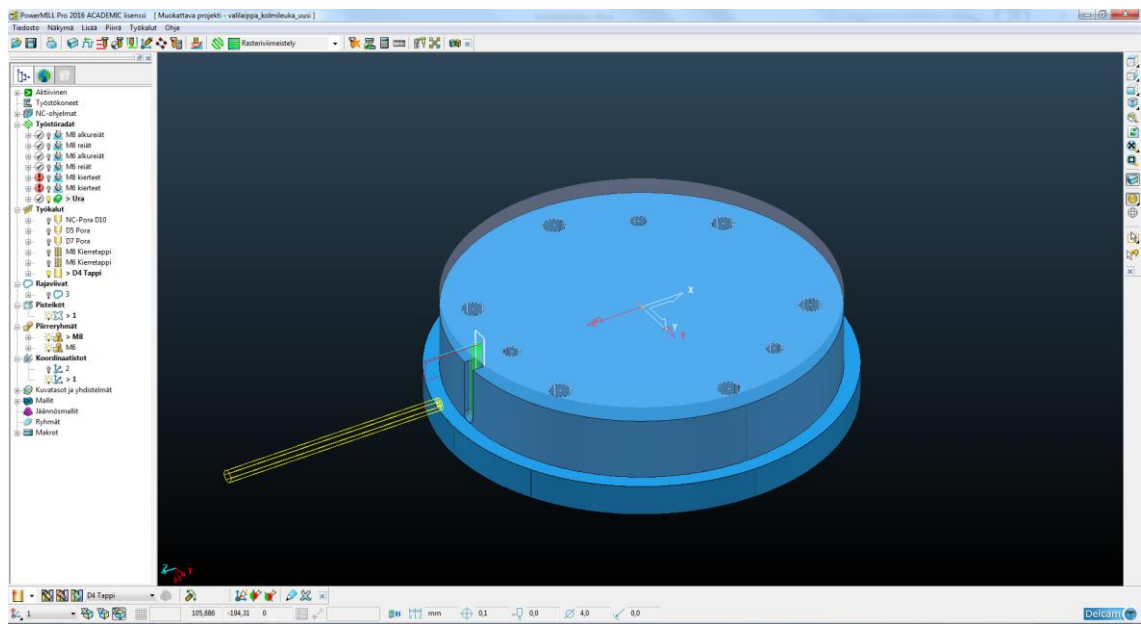 PowerMILL Pro 2016 ACADEMIC lisenssi [ Muokattava projekti - valilaippa_kolmileuka_uusi ]
Tiedosto Näkymä Lisää Piirrä Työkalut Ohje
Rasteriviimeistely
Aktiivinen
Työstökoneet
NC-ohjelmat
Työstöradat
M8 alkureiät
M8 reiät
M6 alkureiät
M6 reiät
M8 kierteet
M6 kierteet
> Ura
Työkalut
NC-Pora D10
D5 Pora
D7 Pora
M8 Kierretappi
M6 Kierretappi
> D4 Tappi
Rajaviivat
3
Pisteiköt
> 1
Piirreryhmät
> M8
M6
Koordinaatistot
2
> 1
Kuvatasot ja yhdistelmät
Mallit
Jäännösmallit
Ryhmät
Makrot
X
Y
Z
Y
Z
Y
D4 Tappi
1
105,886 -194,31 0
mm
0,1
0,0
4,0
0,0
Delcam